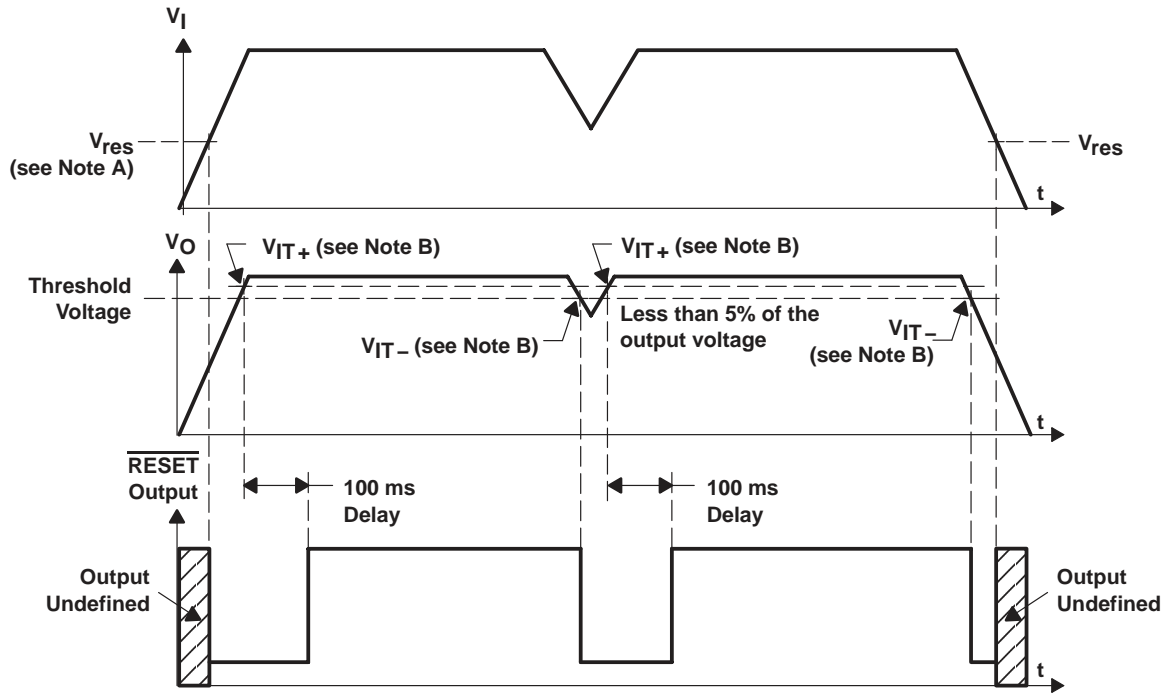 VI
Vres
(see Note A)
Vres
t
VO
VIT+ (see Note B)
VIT+ (see Note B)
Threshold
Voltage
Less than 5% of the
output voltage
VIT− (see Note B)
VIT−
(see Note B)
t
RESET
Output
100 ms
Delay
100 ms
Delay
Output
Undefined
Output
Undefined
t